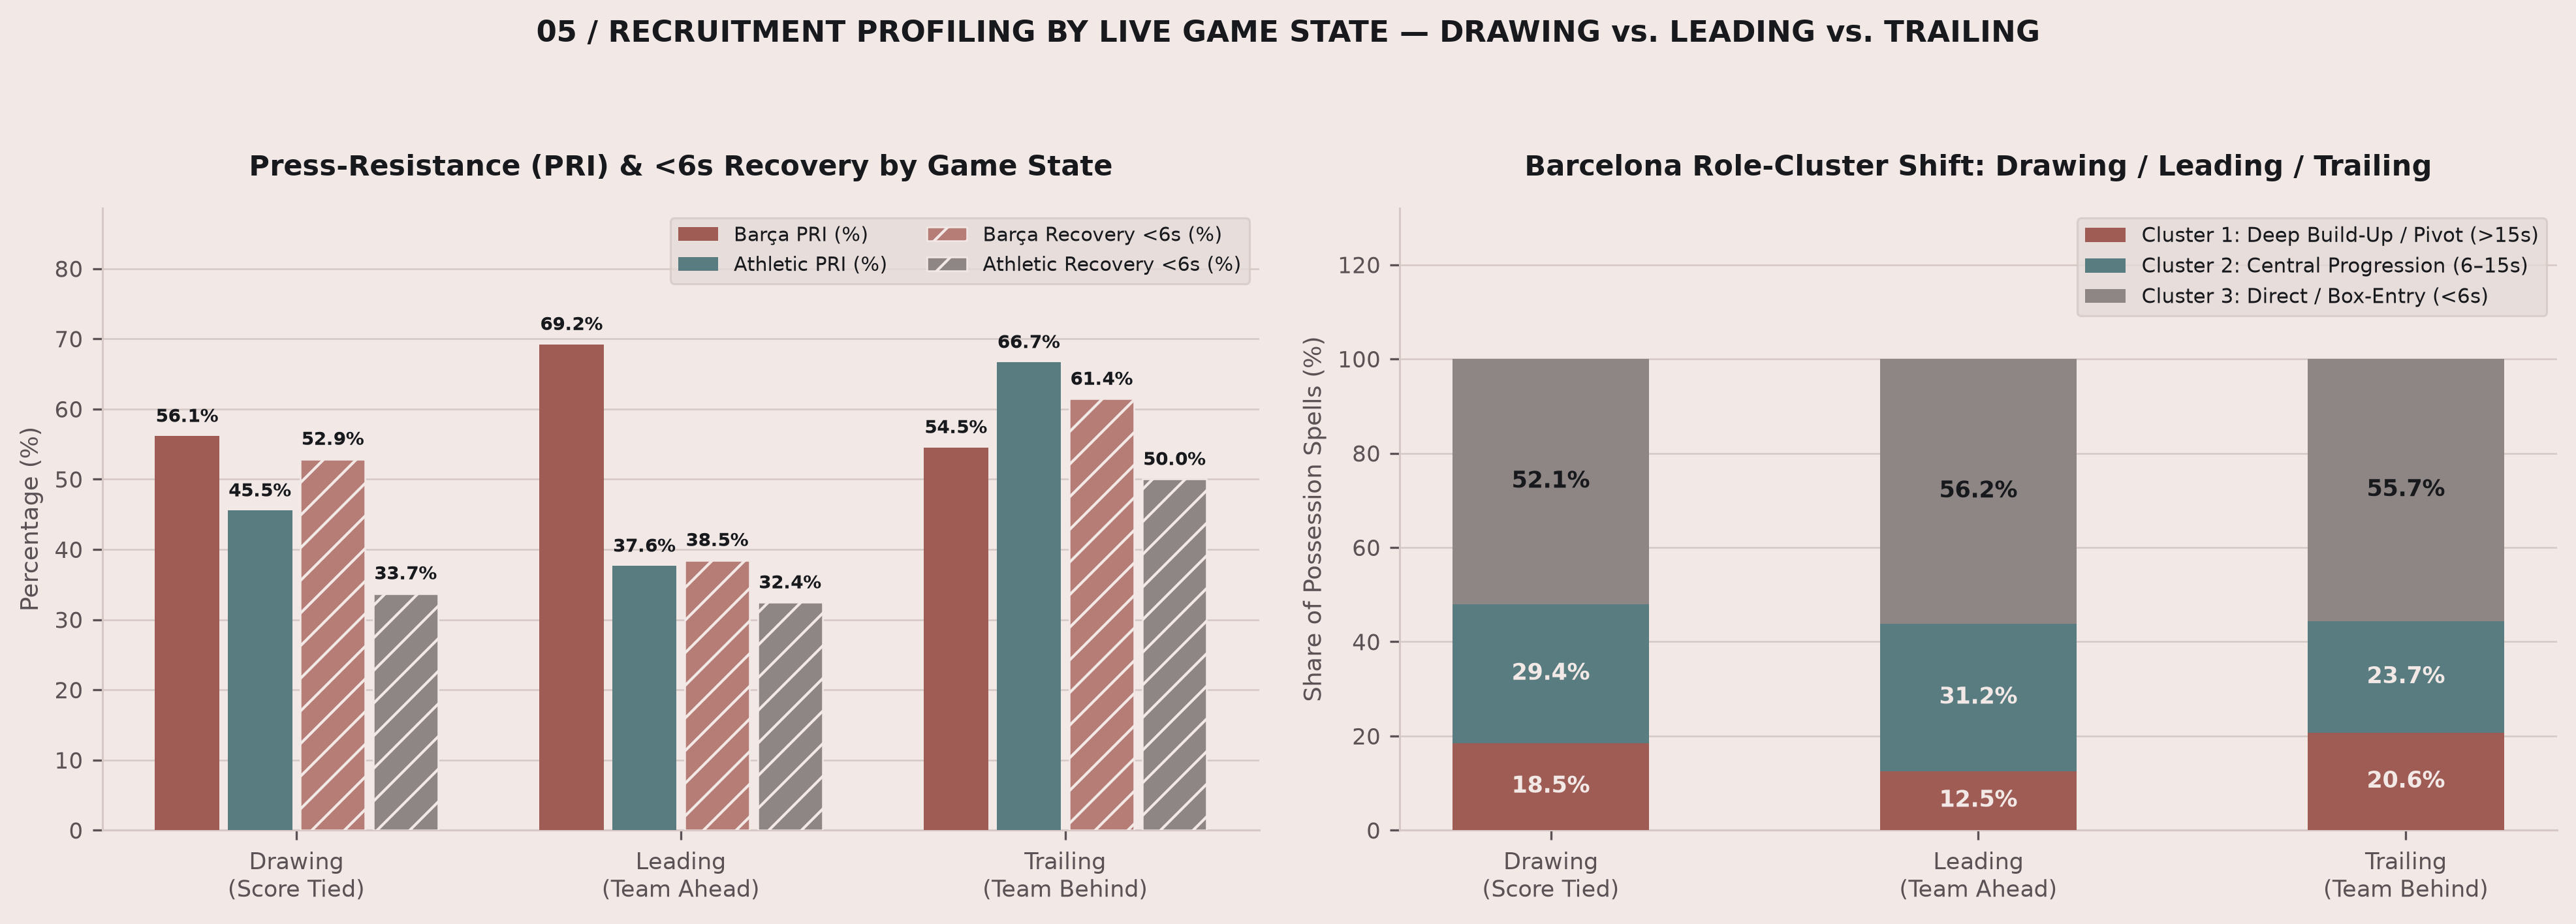 05 / RECRUITMENT PROFILING BY LIVE GAME STATE — DRAWING vs. LEADING vs. TRAILING
Press-Resistance (PRI) & <6s Recovery by Game State
Barça PRI (%)
Athletic PRI (%)
Barça Recovery <6s (%)
Athletic Recovery <6s (%)
Percentage (%)
80
70
60
50
40
30
20
10
0
56.1%
45.5%
52.9%
33.7%
69.2%
37.6%
38.5%
32.4%
54.5%
66.7%
61.4%
50.0%
Drawing
(Score Tied)
Leading
(Team Ahead)
Trailing
(Team Behind)
Barcelona Role-Cluster Shift: Drawing / Leading / Trailing
Cluster 1: Deep Build-Up / Pivot (>15s)
Cluster 2: Central Progression (6–15s)
Cluster 3: Direct / Box-Entry (<6s)
Share of Possession Spells (%)
120
100
80
60
40
20
0
52.1%
29.4%
18.5%
56.2%
31.2%
12.5%
55.7%
23.7%
20.6%
Drawing
(Score Tied)
Leading
(Team Ahead)
Trailing
(Team Behind)